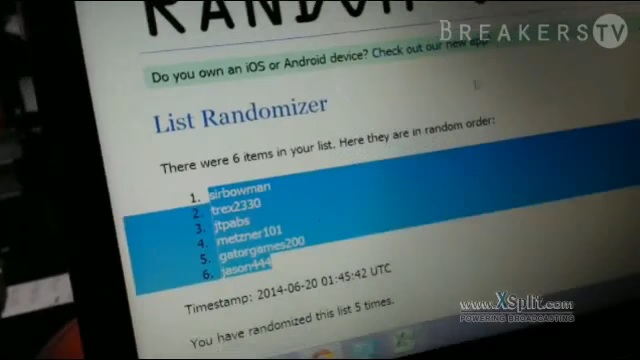 BREAKERSTV
Do you own an iOS or Android device? Check out our new app
List Randomizer
There were 6 items in your list. Here they are in random order:
1. sirbowman
2. trex2330
3. jtpabs
4. metzner101
5. gatorgames200
6. jason444
Timestamp: 2014-06-20 01:45:42 UTC
You have randomized this list 5 times.
www.XSplit.com
POWERING BROADCASTING